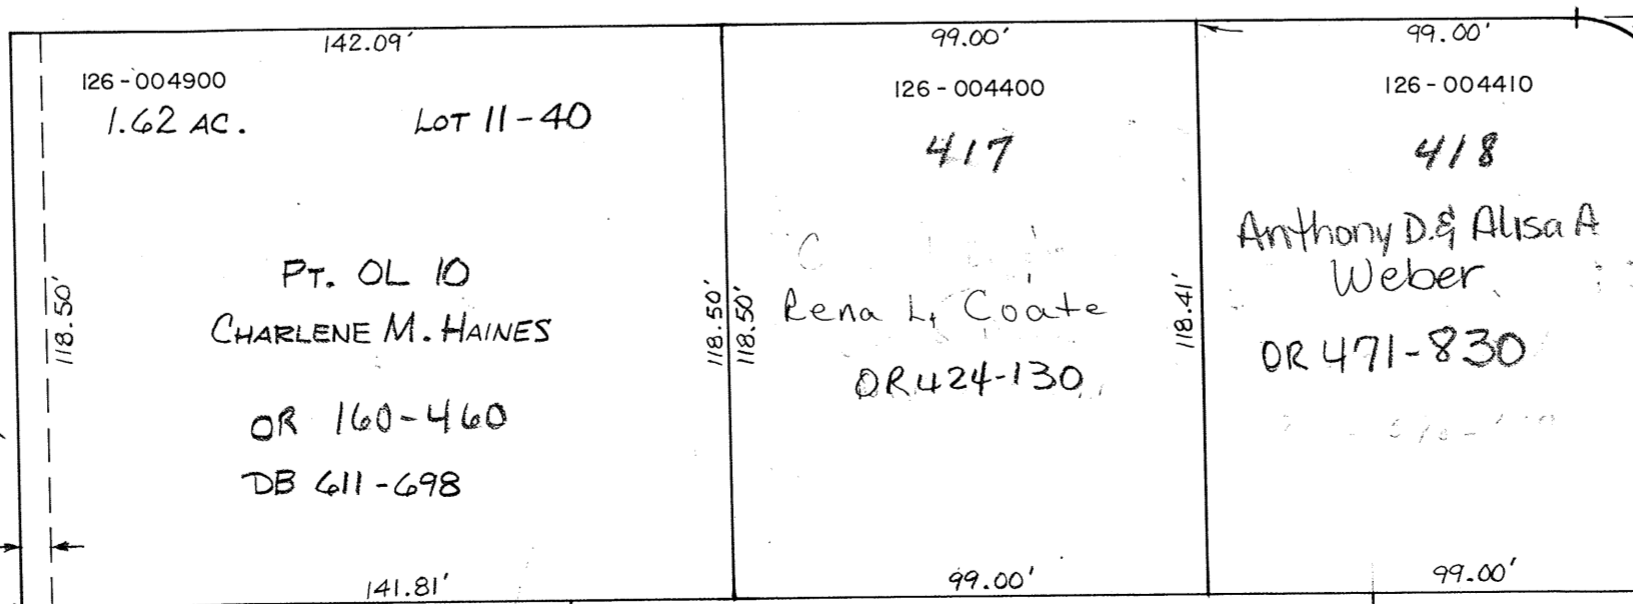 142.09'
126-004900
1.62 AC.
LOT 11-40
118.50'
PT. OL 10
CHARLENE M. HAINES
OR 160-460
DB 611-698
118.50'
141.81'
99.00'
126-004400
417
118.50'
Rena L. Coate
OR 424-130
99.00'
118.41'
99.00'
126-004410
418
Anthony D. & Alisa A
Weber
OR 471-830
99.00'